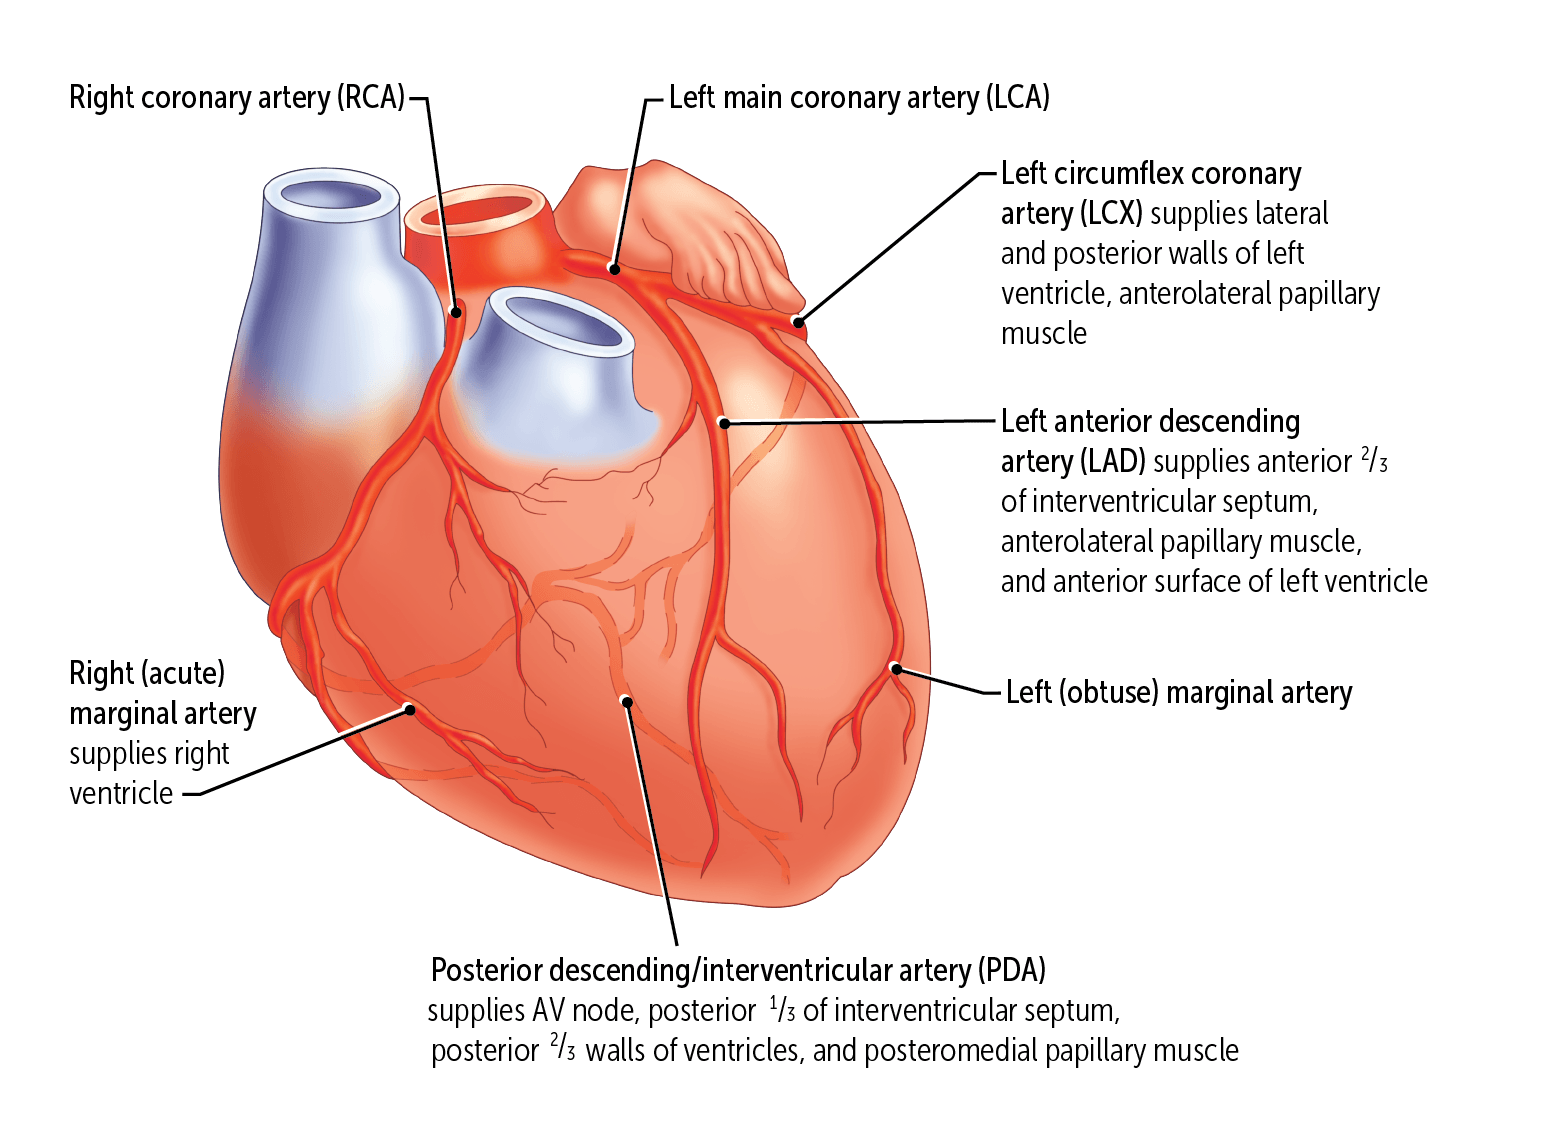 Right coronary artery (RCA)
Left main coronary artery (LCA)
Left circumflex coronary
artery (LCX) supplies lateral
and posterior walls of left
ventricle, anterolateral papillary
muscle
Left anterior descending
artery (LAD) supplies anterior 2/3
of interventricular septum,
anterolateral papillary muscle,
and anterior surface of left ventricle
Left (obtuse) marginal artery
Right (acute)
marginal artery
supplies right
ventricle
Posterior descending/interventricular artery (PDA)
supplies AV node, posterior 1/3 of interventricular septum,
posterior 2/3 walls of ventricles, and posteromedial papillary muscle